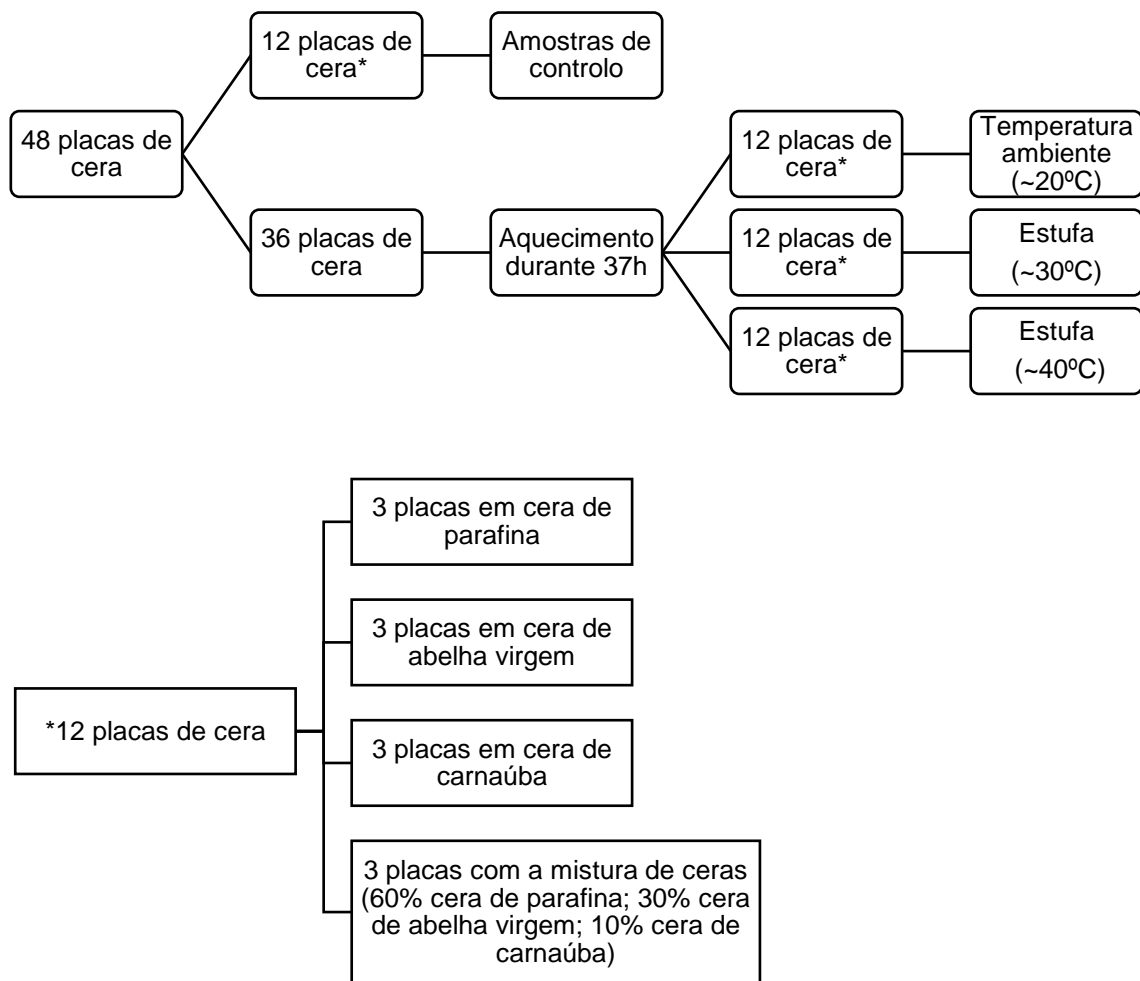 12 placas de
cera*
Amostras de
controlo
48 placas de
cera
12 placas de
cera*
Temperatura
ambiente
(~20ºC)
36 placas de
cera
Aquecimento
durante 37h
12 placas de
cera*
Estufa
(~30ºC)
12 placas de
cera*
Estufa
(~40ºC)
3 placas em cera de
parafina
3 placas em cera de
abelha virgem
*12 placas de cera
3 placas em cera de
carnaúba
3 placas com a mistura de ceras
(60% cera de parafina; 30% cera
de abelha virgem; 10% cera de
carnaúba)